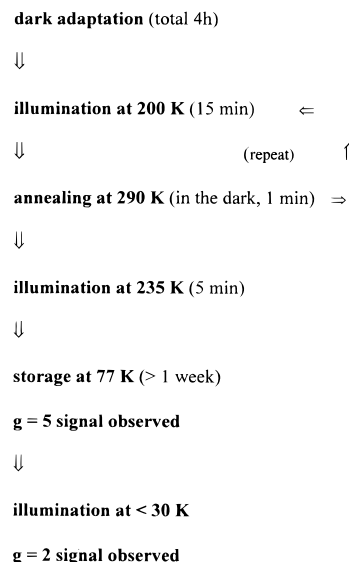 dark adaptation (total 4h)
⇓
illumination at 200 K (15 min) ⇐
⇓ (repeat) ⇑
annealing at 290 K (in the dark, 1 min) ⇒
⇓
illumination at 235 K (5 min)
⇓
storage at 77 K (> 1 week)
g = 5 signal observed
⇓
illumination at < 30 K
g = 2 signal observed